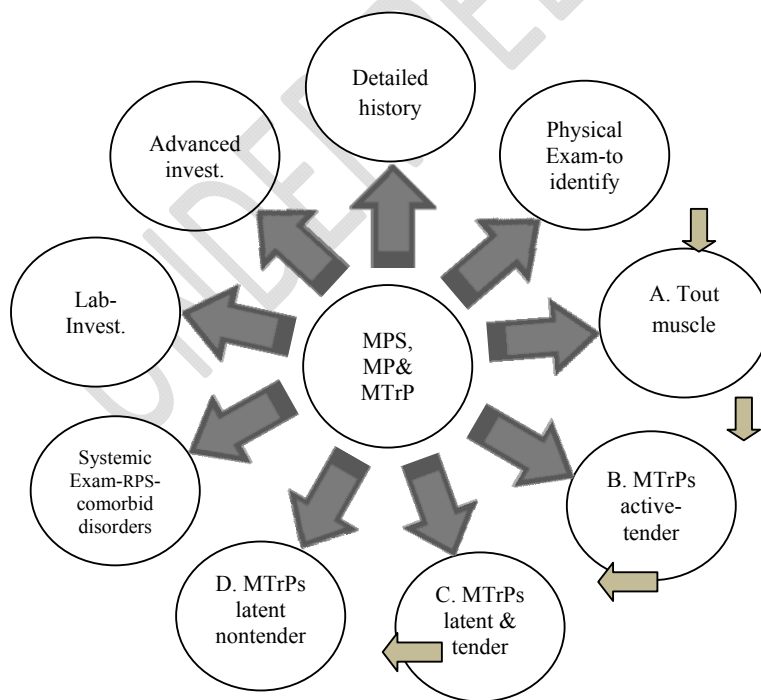 Detailed
history
Physical
Exam-to
identify
A. Tout
muscle
B. MTrPs
active-
tender
C. MTrPs
latent &
tender
D. MTrPs
latent
nontender
Systemic
Exam-RPS-
comorbid
disorders
Lab-
Invest.
Advanced
invest.
MPS,
MP&
MTrP